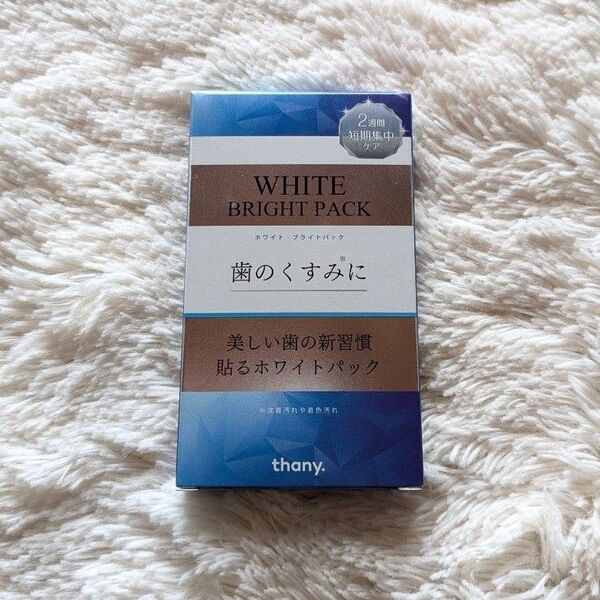 2週間
短期集中
ケア
WHITE
BRIGHT PACK
ホワイト・ブライトパック
歯のくすみに
※
美しい歯の新習慣
貼るホワイトパック
※沈着汚れや着色汚れ
thany.